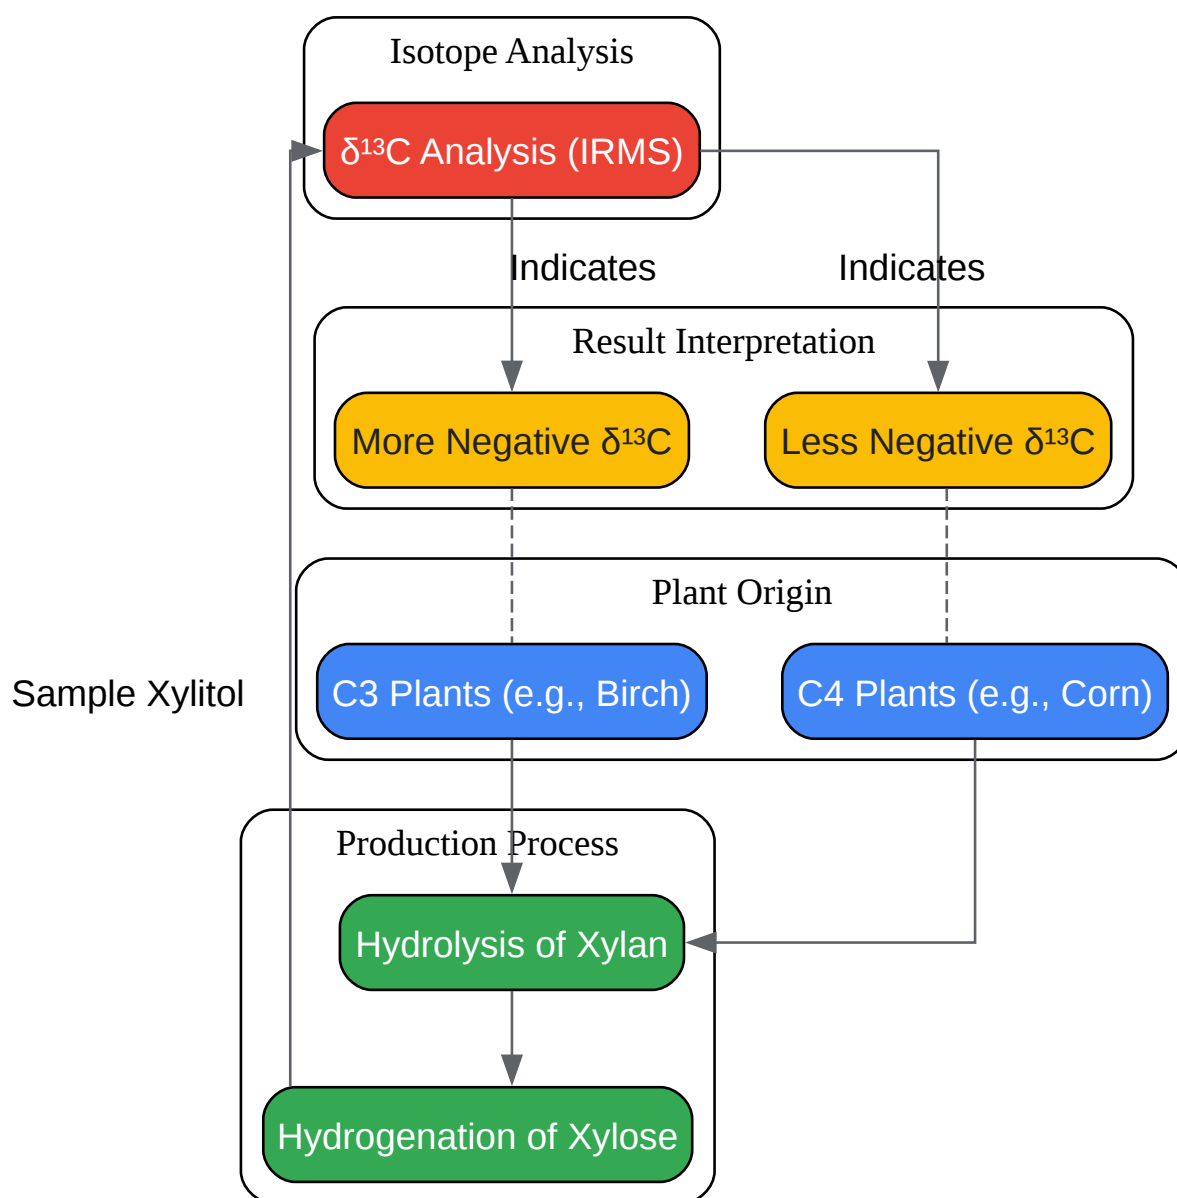 Isotope Analysis
δ¹³C Analysis (IRMS)
Indicates
Indicates
Result Interpretation
More Negative δ¹³C
Less Negative δ¹³C
Plant Origin
Sample Xylitol
C3 Plants (e.g., Birch)
C4 Plants (e.g., Corn)
Production Process
Hydrolysis of Xylan
Hydrogenation of Xylose